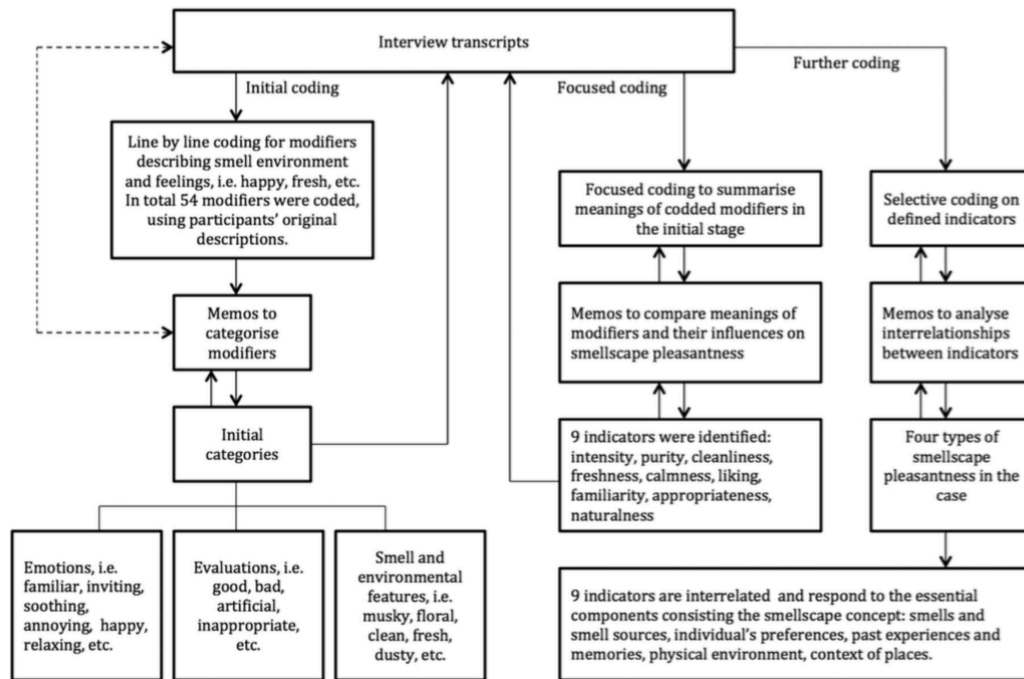 Interview transcripts
Initial coding
Focused coding
Further coding
Line by line coding for modifiers
describing smell environment
and feelings, i.e. happy, fresh, etc.
In total 54 modifiers were coded,
using participants' original
descriptions.
Memos to
categorise
modifiers
Initial
categories
Emotions, i.e.
familiar, inviting,
soothing,
annoying, happy,
relaxing, etc.
Evaluations, i.e.
good, bad,
artificial,
inappropriate,
etc.
Smell and
environmental
features, i.e.
musky, floral,
clean, fresh,
dusty, etc.
Focused coding to summarise
meanings of codded modifiers in
the initial stage
Memos to compare meanings of
modifiers and their influences on
smellscape pleasantness
9 indicators were identified:
intensity, purity, cleanliness,
freshness, calmness, liking,
familiarity, appropriateness,
naturalness
Selective coding on
defined indicators
Memos to analyse
interrelationships
between indicators
Four types of
smellscape
pleasantness in the
case
9 indicators are interrelated and respond to the essential
components consisting the smellscape concept: smells and
smell sources, individual's preferences, past experiences and
memories, physical environment, context of places.